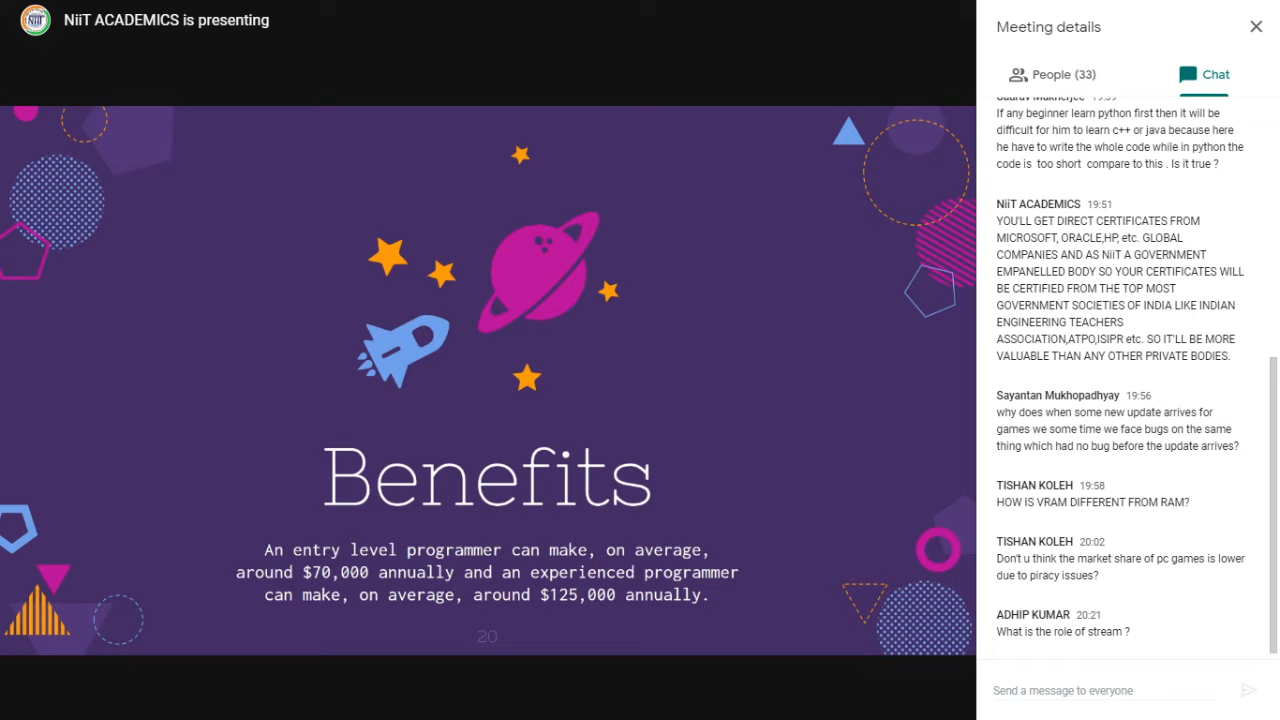 NiiT ACADEMICS is presenting
Benefits
An entry level programmer can make, on average,
around $70,000 annually and an experienced programmer
can make, on average, around $125,000 annually.
20
Meeting details
People (33)
Chat
Saurav Mukherjee 19:39
If any beginner learn python first then it will be
difficult for him to learn c++ or java because here
he have to write the whole code while in python the
code is too short compare to this . Is it true ?
NiiT ACADEMICS 19:51
YOU'LL GET DIRECT CERTIFICATES FROM
MICROSOFT, ORACLE,HP, etc. GLOBAL
COMPANIES AND AS NiiT A GOVERNMENT
EMPANELLED BODY SO YOUR CERTIFICATES WILL
BE CERTIFIED FROM THE TOP MOST
GOVERNMENT SOCIETIES OF INDIA LIKE INDIAN
ENGINEERING TEACHERS
ASSOCIATION,ATPO,ISIPR etc. SO IT'LL BE MORE
VALUABLE THAN ANY OTHER PRIVATE BODIES.
Sayantan Mukhopadhyay 19:56
why does when some new update arrives for
games we some time we face bugs on the same
thing which had no bug before the update arrives?
TISHAN KOLEH 19:58
HOW IS VRAM DIFFERENT FROM RAM?
TISHAN KOLEH 20:02
Don't u think the market share of pc games is lower
due to piracy issues?
ADHIP KUMAR 20:21
What is the role of stream ?
Send a message to everyone